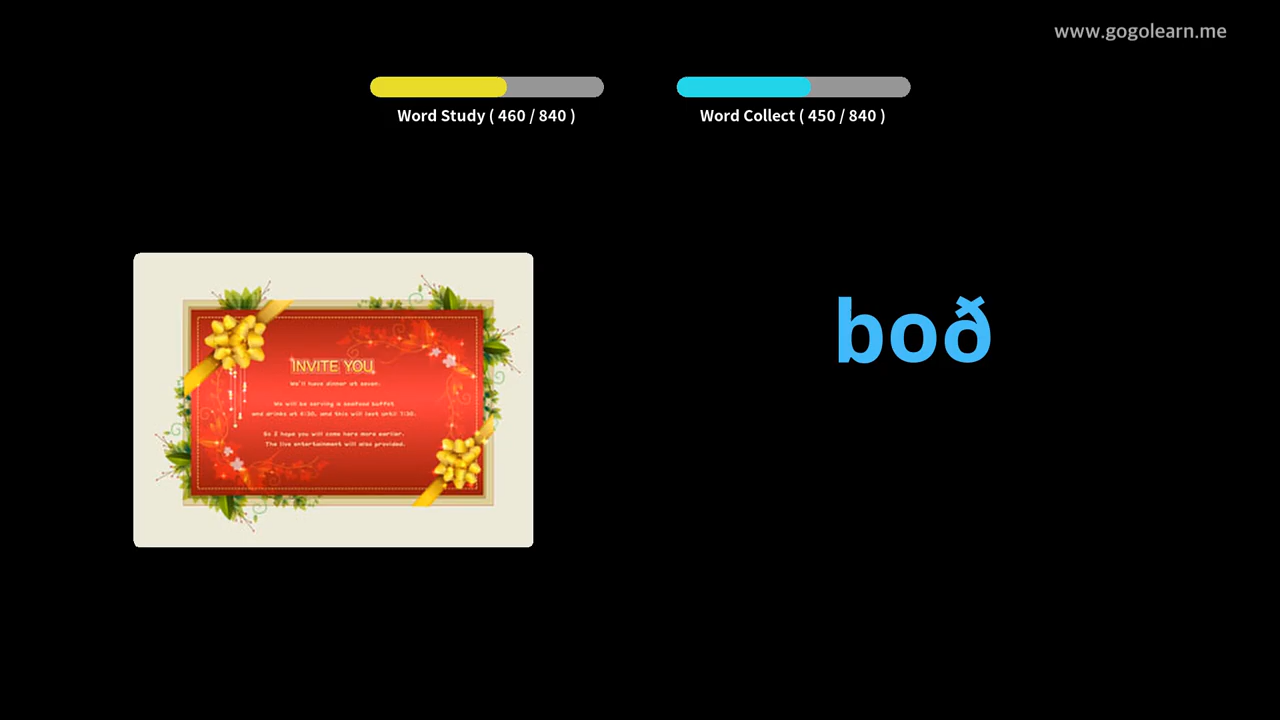 www.gogolearn.me
Word Study ( 460 / 840 )
Word Collect ( 450 / 840 )
INVITE YOU
We'll have dinner at seven.
We will be serving a seafood buffet
and drinks at 6:30, and this will last until 7:30.
So I hope you will come here more earlier.
The live entertainment will also provided.
boð